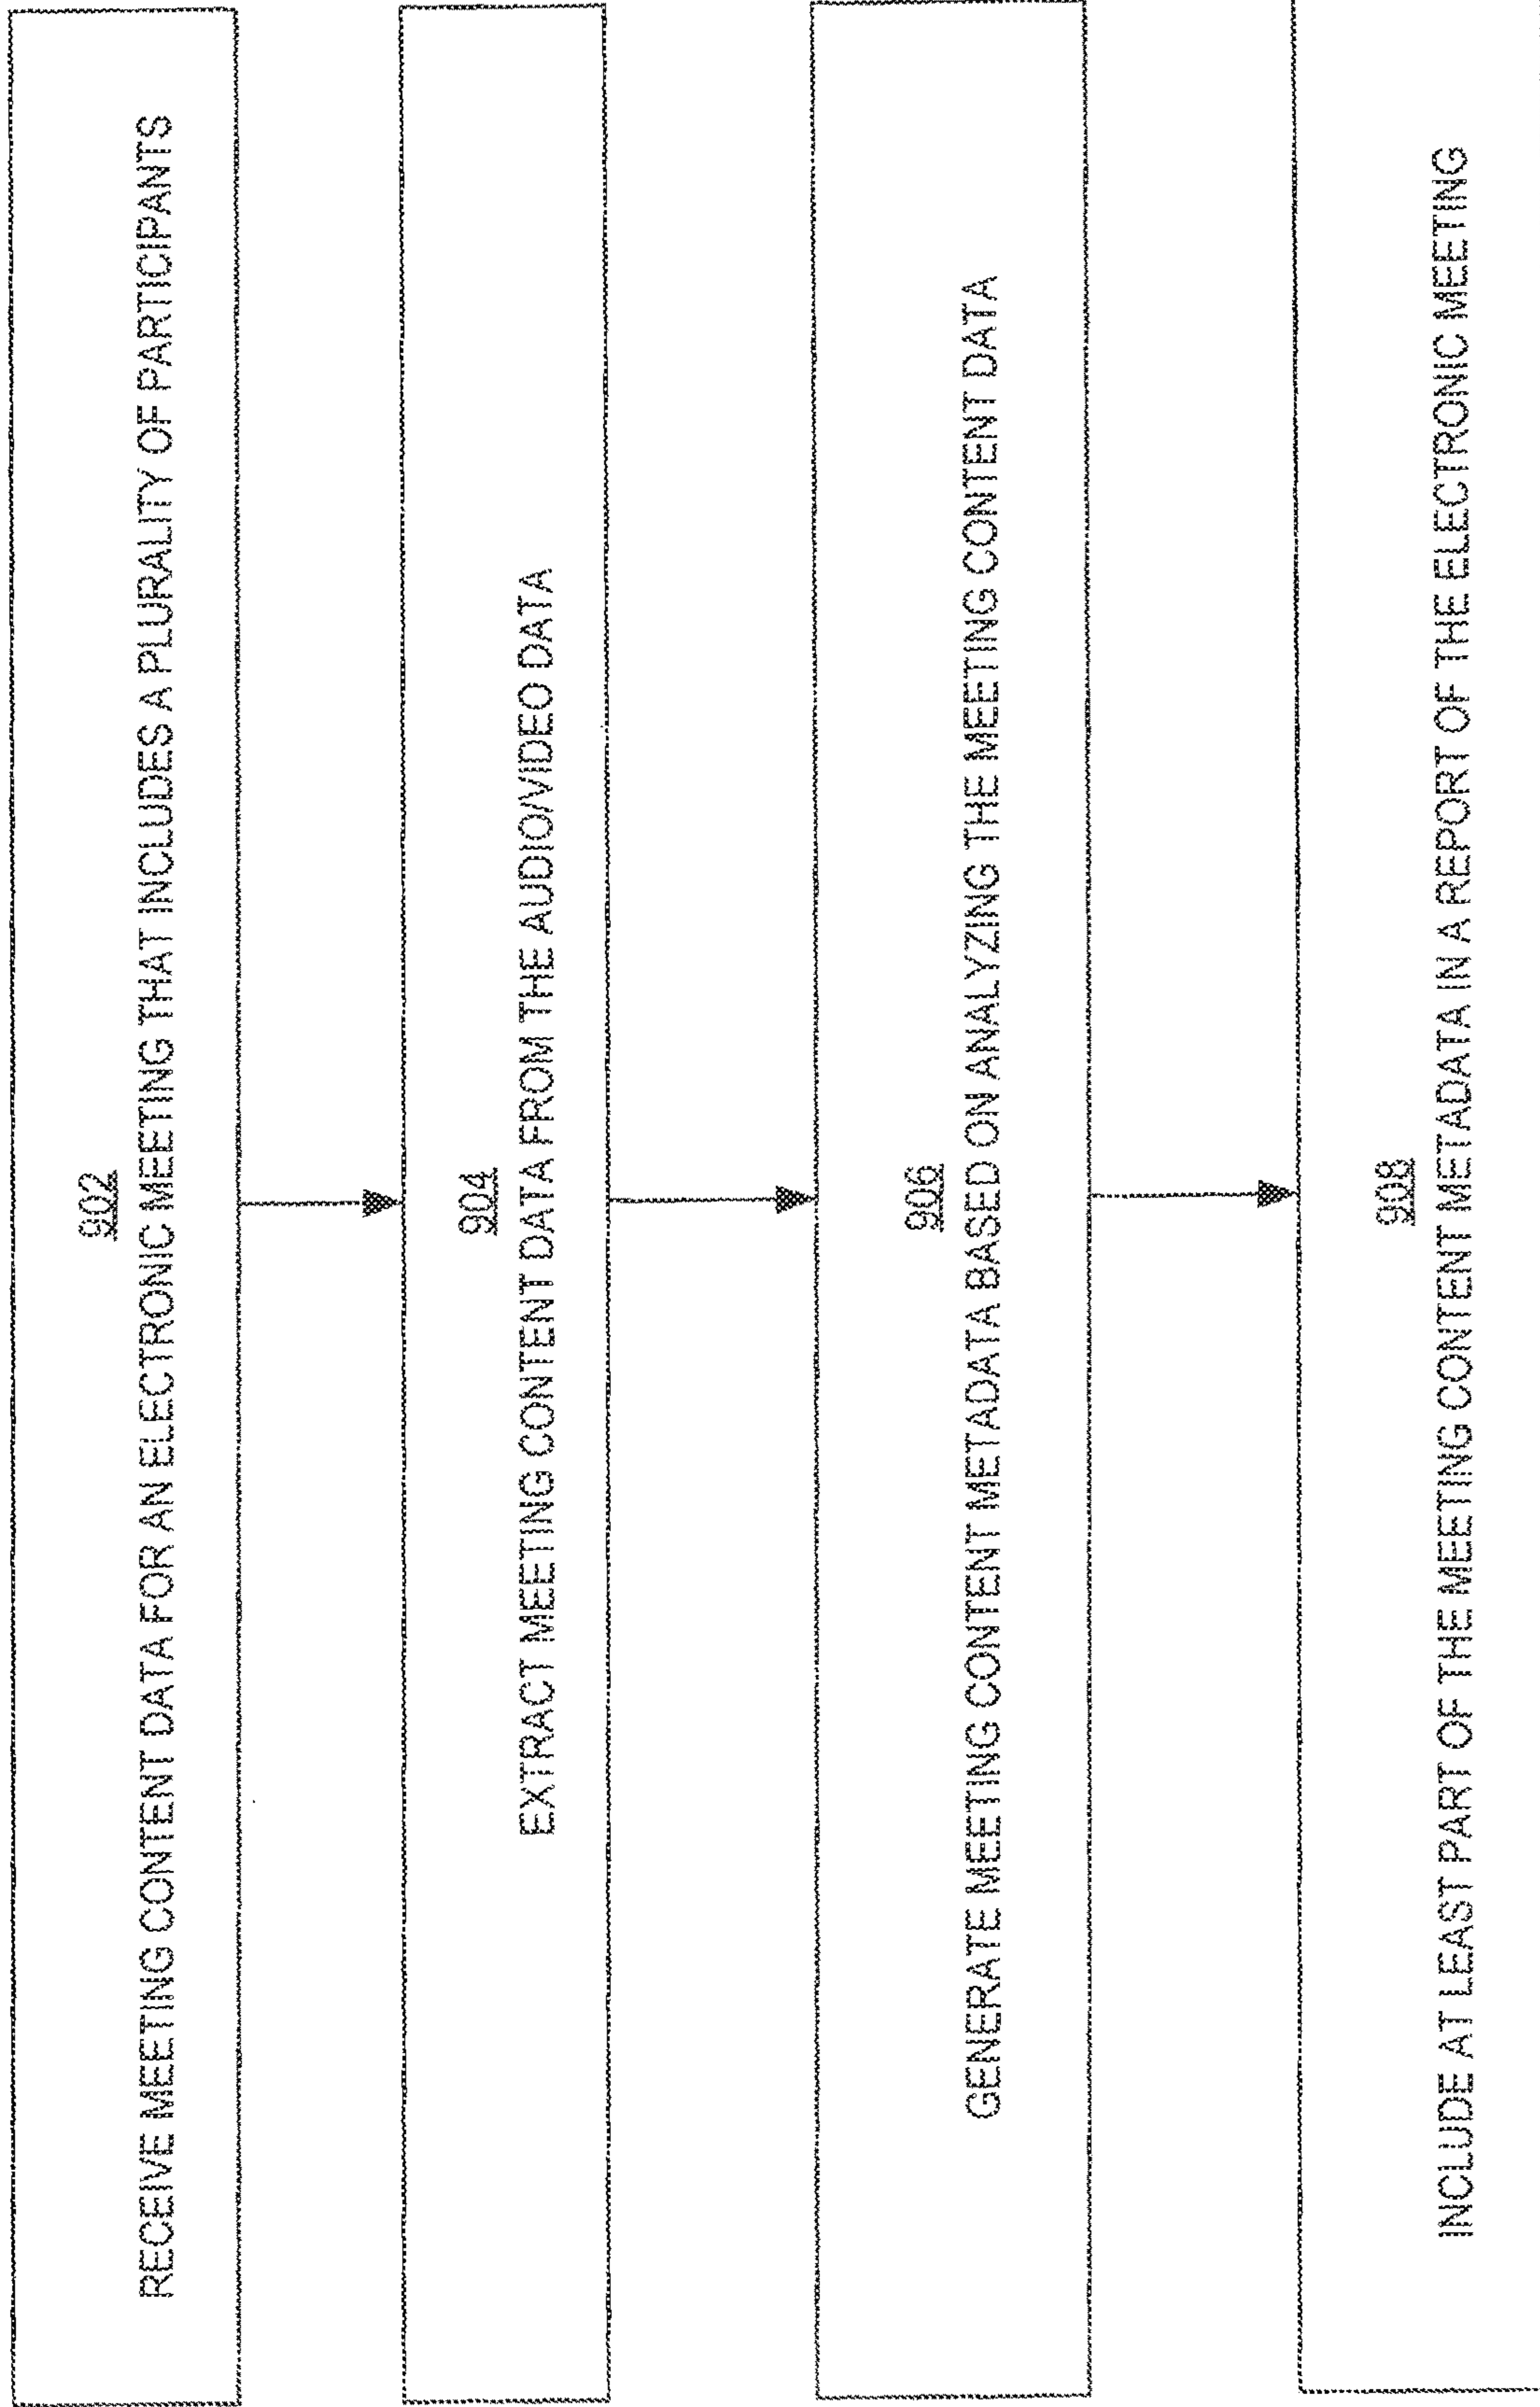 902
RECEIVE MEETING CONTENT DATA FOR AN ELECTRONIC MEETING THAT INCLUDES A PLURALITY OF PARTICIPANTS
904
EXTRACT MEETING CONTENT DATA FROM THE AUDIO/VIDEO DATA
906
GENERATE MEETING CONTENT METADATA BASED ON ANALYZING THE MEETING CONTENT DATA
908
INCLUDE AT LEAST PART OF THE MEETING CONTENT METADATA IN A REPORT OF THE ELECTRONIC MEETING